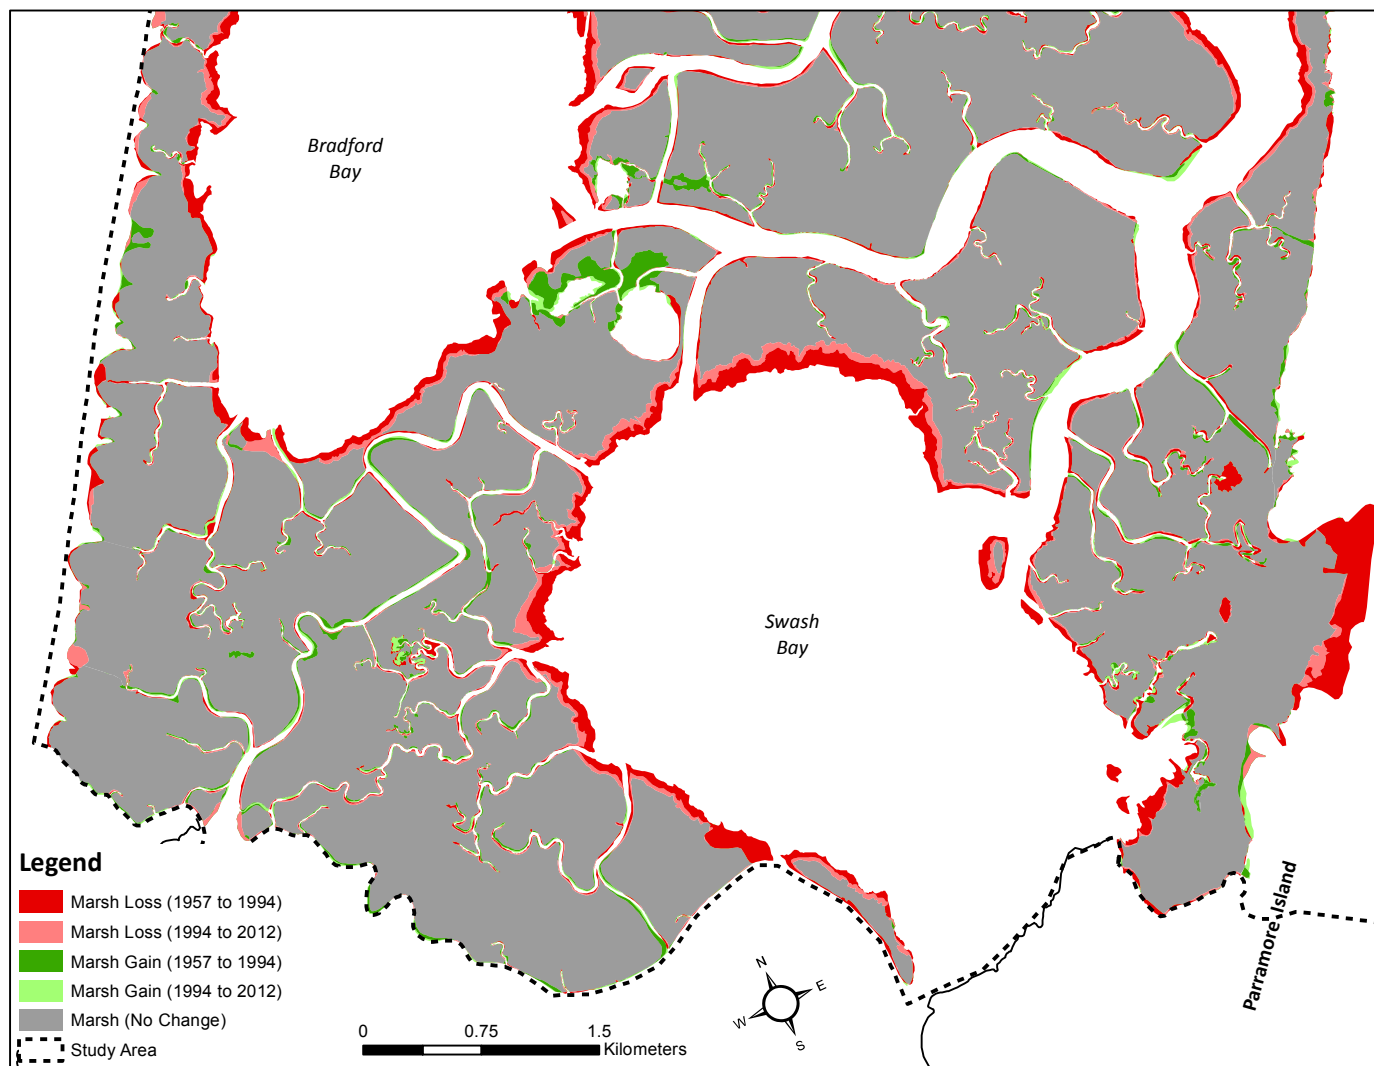 Bradford
Bay
Swash
Bay
Parramore Island
Legend
Marsh Loss (1957 to 1994)
Marsh Loss (1994 to 2012)
Marsh Gain (1957 to 1994)
Marsh Gain (1994 to 2012)
Marsh (No Change)
Study Area
0 0.75 1.5
Kilometers
N
E
W
S